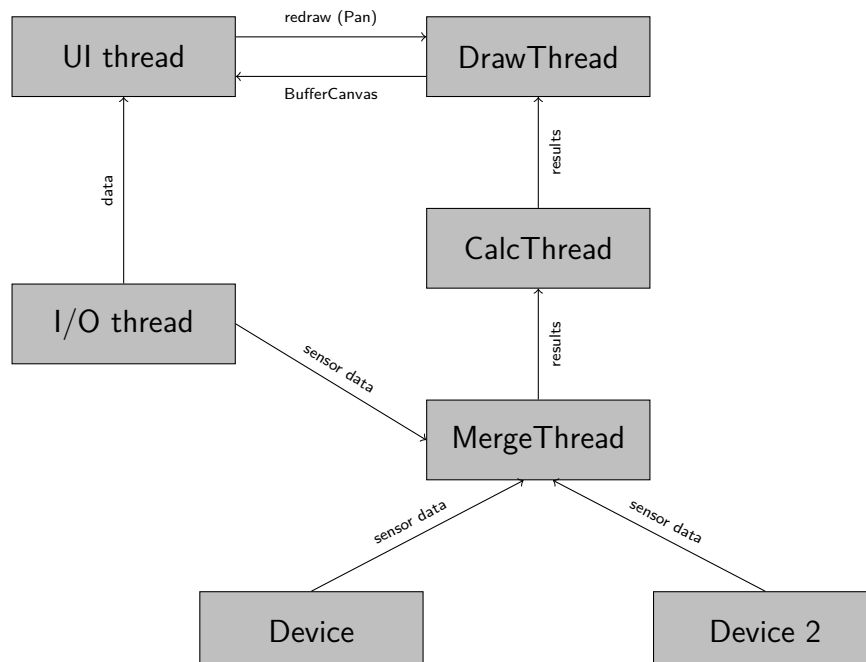 redraw (Pan)
UI thread
DrawThread
BufferCanvas
data
results
CalcThread
I/O thread
sensor data
results
MergeThread
sensor data
sensor data
Device
Device 2